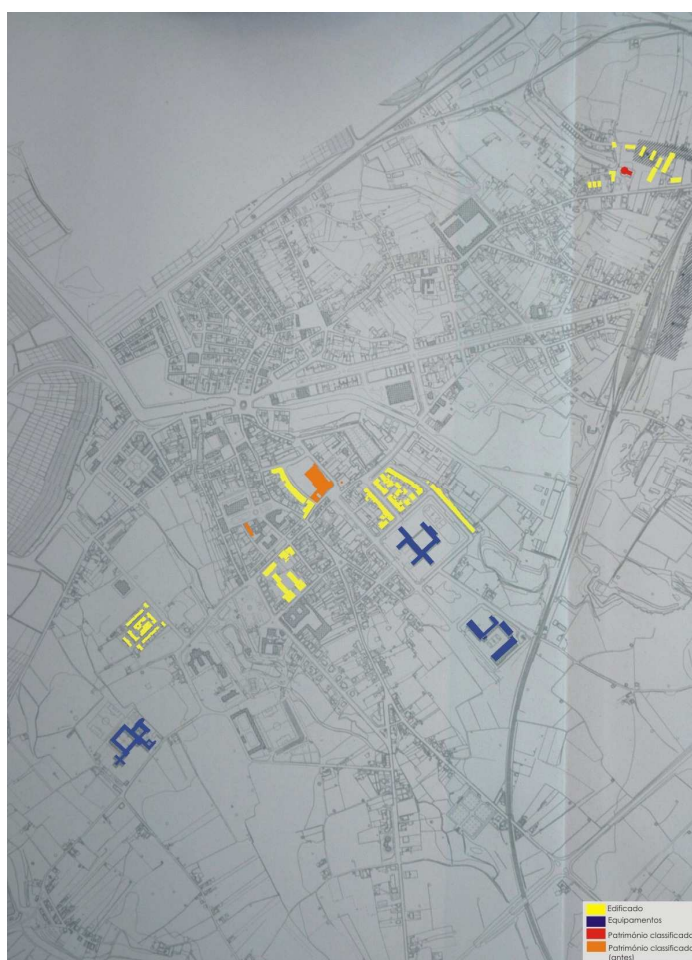 Edificado
Equipamentos
Património classificado
Património classificado
(antes)